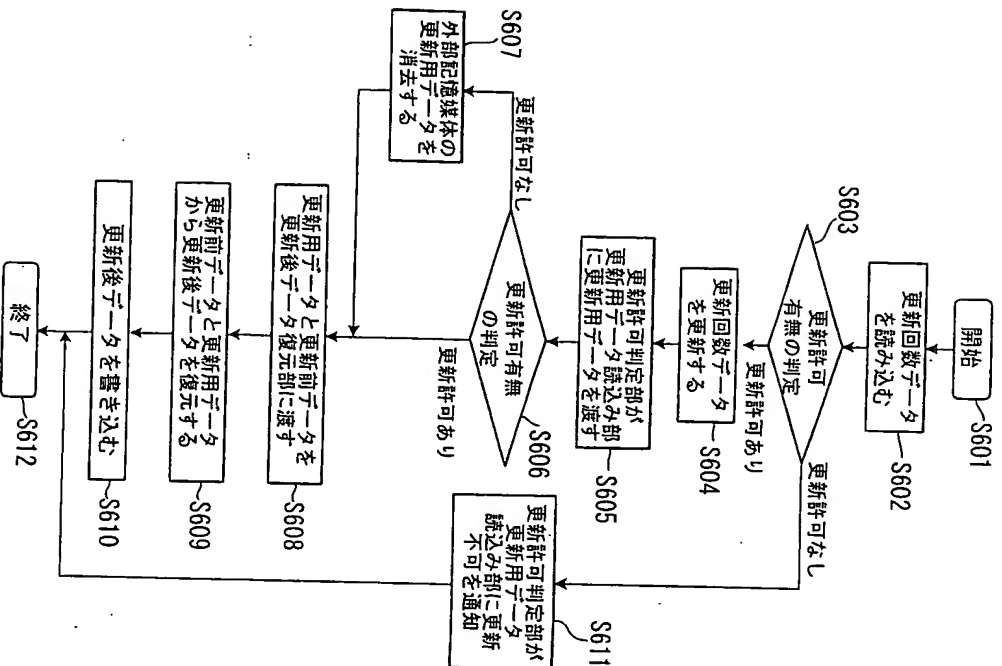 開始
S601
更新回数データ
を読み込む
S602
S603
更新許可
有無の判定
更新許可なし
更新許可あり
更新回数データ
を更新する
S604
更新許可判定部が
更新用データ読込み部
に更新用データを渡す
S605
更新許可有無
の判定
S606
更新許可なし
更新許可あり
S607
外部記憶媒体の
更新用データを
消去する
更新用データと更新前データを
更新後データ復元部に渡す
S608
更新前データと更新用データ
から更新後データを復元する
S609
更新後データを書き込む
S610
更新許可判定部が
更新用データ
読込み部に更新
不可を通知
S611
終了
S612